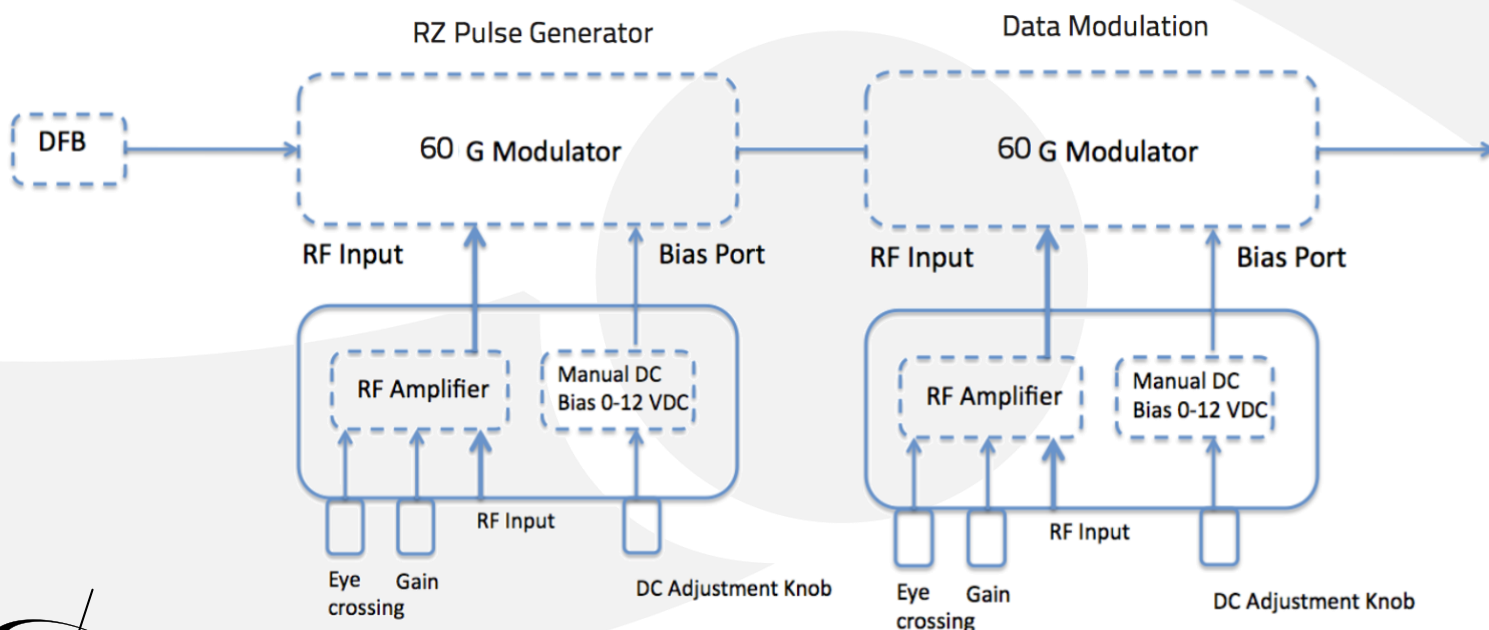 RZ Pulse Generator
Data Modulation
DFB
60 G Modulator
60 G Modulator
RF Input
Bias Port
RF Input
Bias Port
RF Amplifier
Manual DC
Bias 0-12 VDC
RF Amplifier
Manual DC
Bias 0-12 VDC
RF Input
RF Input
Eye
crossing
Gain
DC Adjustment Knob
Eye
crossing
Gain
DC Adjustment Knob